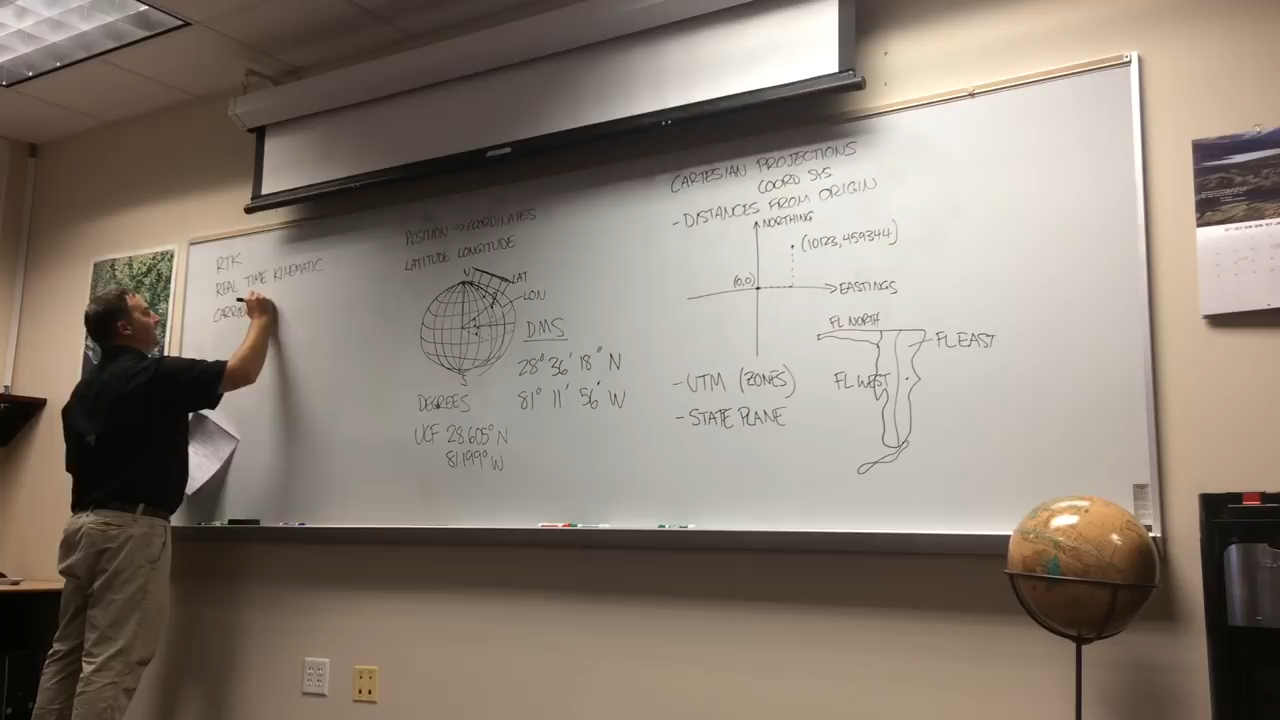 RTK
REAL TIME KINEMATIC
POSITION → COORDINATES
LATITUDE LONGITUDE
N
LAT
LON
S
DMS
28° 36' 18" N
81° 11' 56" W
DEGREES
UCF 28.605° N
81.199° W
CARTESIAN PROJECTIONS
COORD SYS
- DISTANCES FROM ORIGIN
NORTHING
(10123, 459344)
(0,0)
EASTINGS
FL NORTH
FL EAST
FL WEST
- UTM (ZONES)
- STATE PLANE
FEBRUA